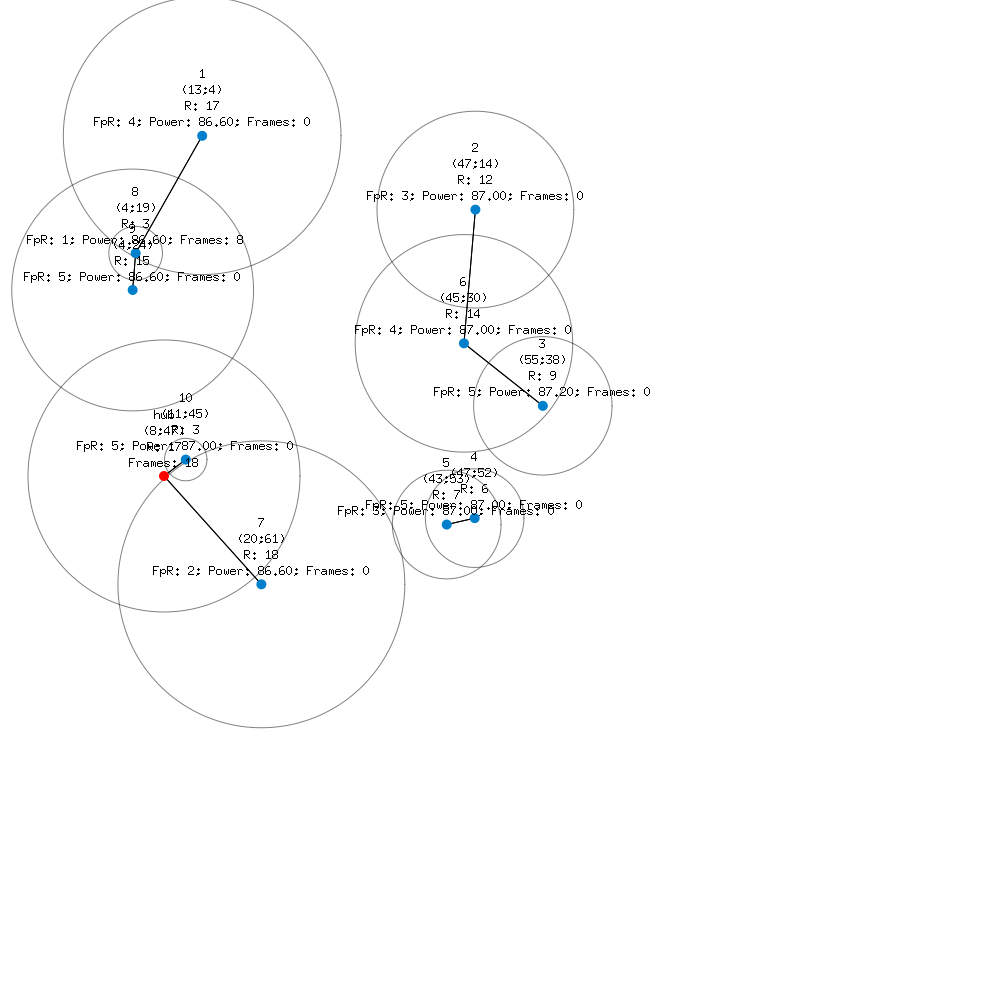 1
(13;4)
R: 17
FpR: 4; Power: 86.60; Frames: 0
2
(47;14)
R: 12
FpR: 3; Power: 87.00; Frames: 0
8
(4;19)
R: 3
FpR: 1; Power: 86.60; Frames: 8
9
(4;24)
R: 15
FpR: 5; Power: 86.60; Frames: 0
6
(45;30)
R: 14
FpR: 4; Power: 87.00; Frames: 0
3
(55;38)
R: 9
FpR: 5; Power: 87.20; Frames: 0
10
(11;45)
R: 3
FpR: 5; Power: 87.00; Frames: 0
hub
(8;47)
R: 17
Frames: 18
4
(47;52)
R: 6
FpR: 5; Power: 87.00; Frames: 0
5
(43;53)
R: 7
FpR: 3; Power: 87.00; Frames: 0
7
(20;61)
R: 18
FpR: 2; Power: 86.60; Frames: 0